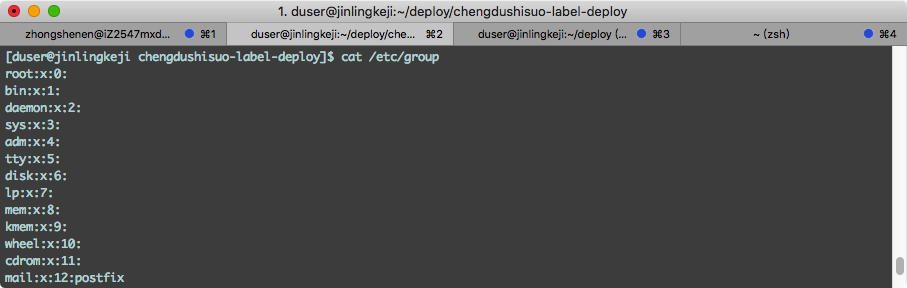 1. duser@jinlingkeji:~/deploy/chengdushisuo-label-deploy
zhongshenen@iZ2547mxd... ⌘1 duser@jinlingkeji:~/deploy/che... ⌘2 duser@jinlingkeji:~/deploy (... ⌘3 ~ (zsh) ⌘4
[duser@jinlingkeji chengdushisuo-label-deploy]$ cat /etc/group
root:x:0:
bin:x:1:
daemon:x:2:
sys:x:3:
adm:x:4:
tty:x:5:
disk:x:6:
lp:x:7:
mem:x:8:
kmem:x:9:
wheel:x:10:
cdrom:x:11:
mail:x:12:postfix